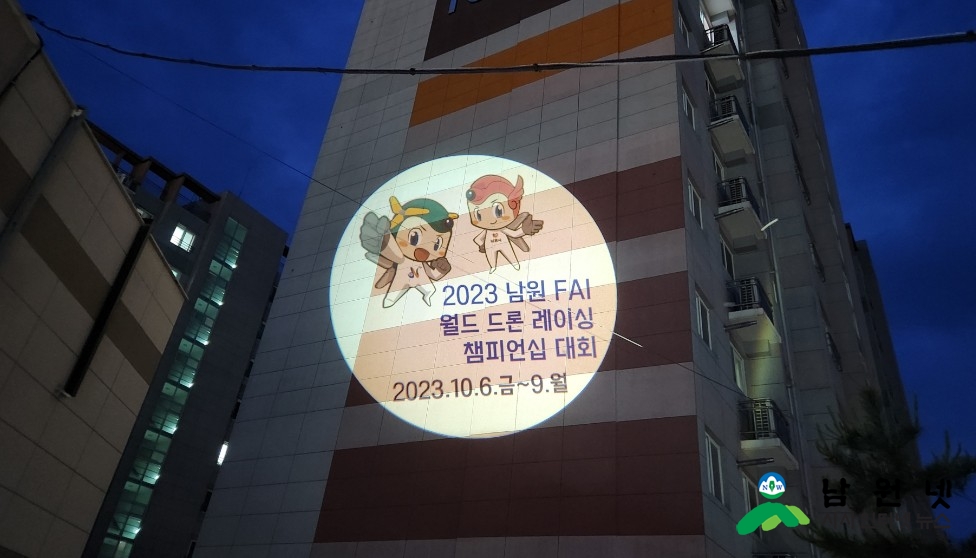 2023 남원 FAI
월드 드론 레이싱
챔피언십 대회
2023.10.6.금~9.월
N W
남원넷